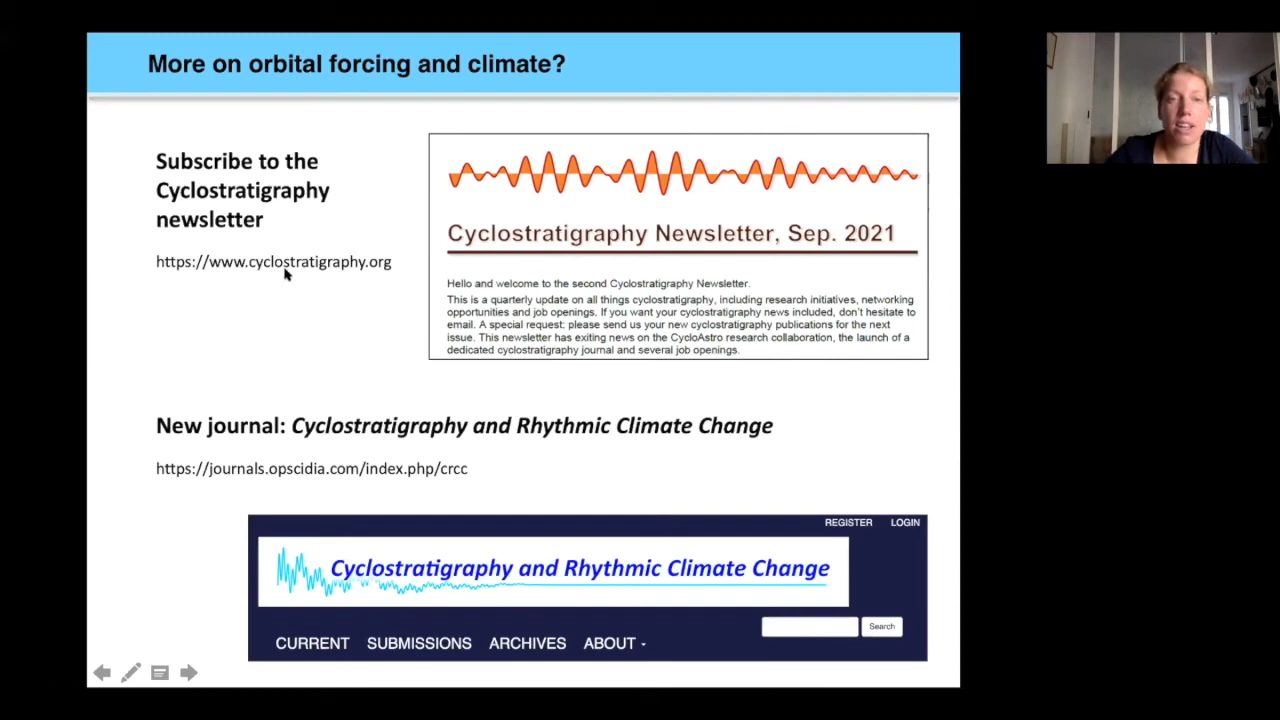 More on orbital forcing and climate?
Subscribe to the
Cyclostratigraphy
newsletter
https://www.cyclostratigraphy.org
Cyclostratigraphy Newsletter, Sep. 2021
Hello and welcome to the second Cyclostratigraphy Newsletter.
This is a quarterly update on all things cyclostratigraphy, including research initiatives, networking
opportunities and job openings. If you want your cyclostratigraphy news included, don't hesitate to
email. A special request: please send us your new cyclostratigraphy publications for the next
issue. This newsletter has exiting news on the CycloAstro research collaboration, the launch of a
dedicated cyclostratigraphy journal and several job openings.
New journal: Cyclostratigraphy and Rhythmic Climate Change
https://journals.opscidia.com/index.php/crcc
REGISTER LOGIN
Cyclostratigraphy and Rhythmic Climate Change
Search
CURRENT SUBMISSIONS ARCHIVES ABOUT